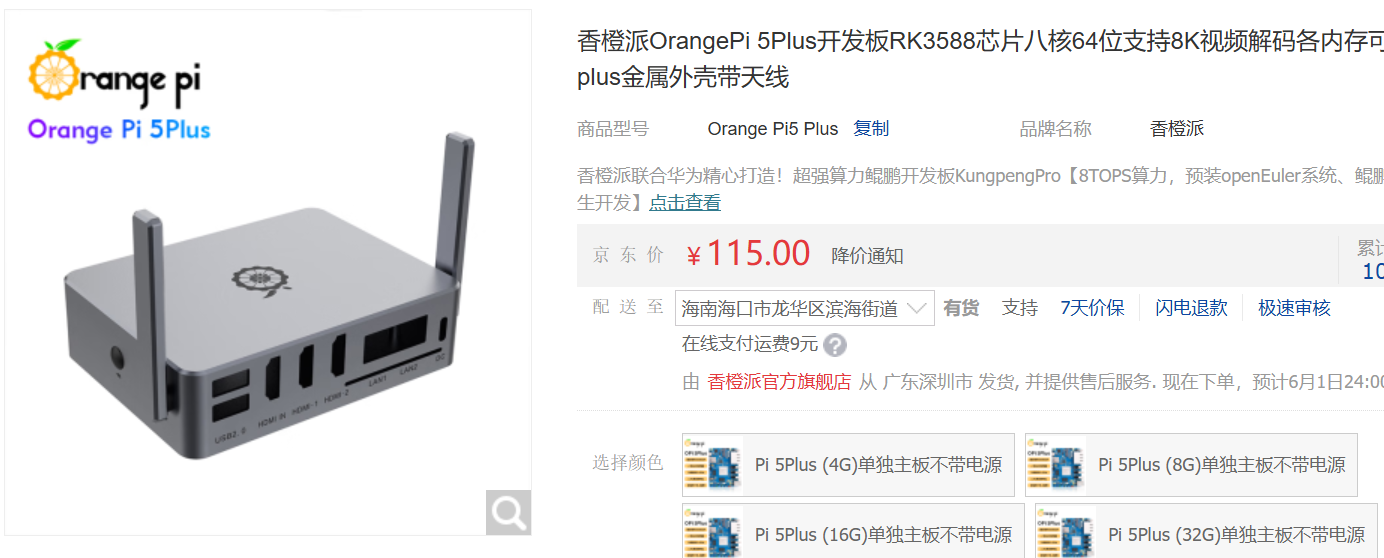 Orange pi
Orange Pi 5Plus
USB2.0
HDMI IN
HDMI-1
HDMI-2
LAN1
LAN2
DC
香橙派OrangePi 5Plus开发板RK3588芯片八核64位支持8K视频解码各内存可
plus金属外壳带天线
商品型号 Orange Pi5 Plus 复制 品牌名称 香橙派
香橙派联合华为精心打造！超强算力鲲鹏开发板KungpengPro【8TOPS算力，预装openEuler系统、鲲鹏
生开发】点击查看
京东价 ￥115.00 降价通知 累计
10
配送至 海南海口市龙华区滨海街道 有货 支持 7天价保 闪电退款 极速审核
在线支付运费9元 ?
由 香橙派官方旗舰店 从 广东深圳市 发货, 并提供售后服务. 现在下单，预计6月1日24:00
选择颜色 Pi 5Plus (4G)单独主板不带电源 Pi 5Plus (8G)单独主板不带电源
Pi 5Plus (16G)单独主板不带电源 Pi 5Plus (32G)单独主板不带电源